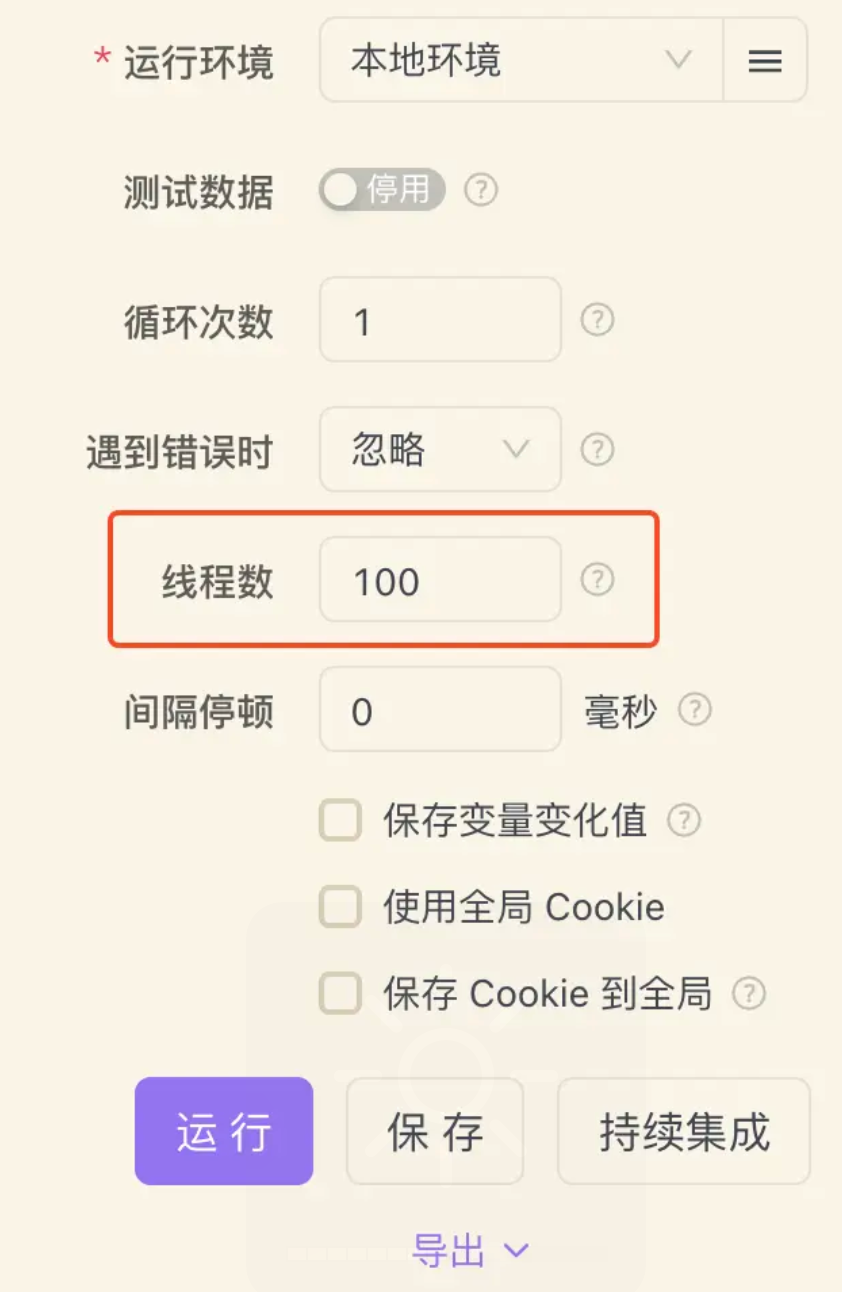 * 运行环境 本地环境
测试数据 停用 ?
循环次数 1 ?
遇到错误时 忽略 ?
线程数 100 ?
间隔停顿 0 毫秒 ?
保存变量变化值 ?
使用全局 Cookie
保存 Cookie 到全局 ?
运行 保存 持续集成
导出